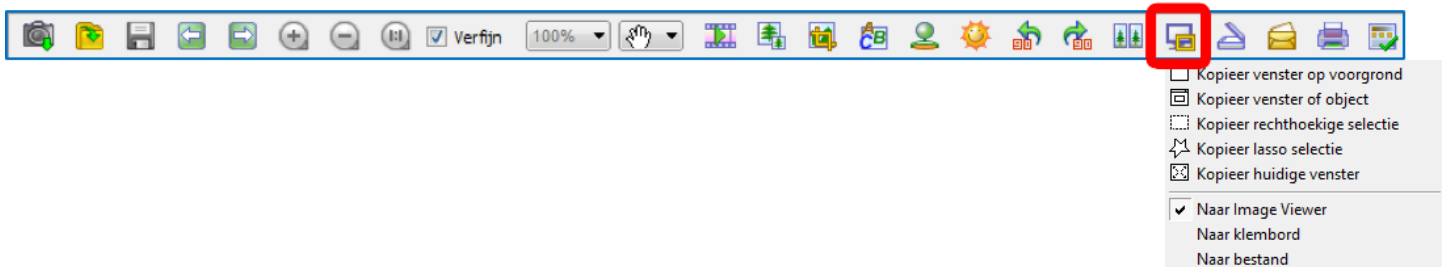 Verfijn 100%
Kopieer venster op voorgrond
Kopieer venster of object
Kopieer rechthoekige selectie
Kopieer lasso selectie
Kopieer huidige venster
Naar Image Viewer
Naar klembord
Naar bestand